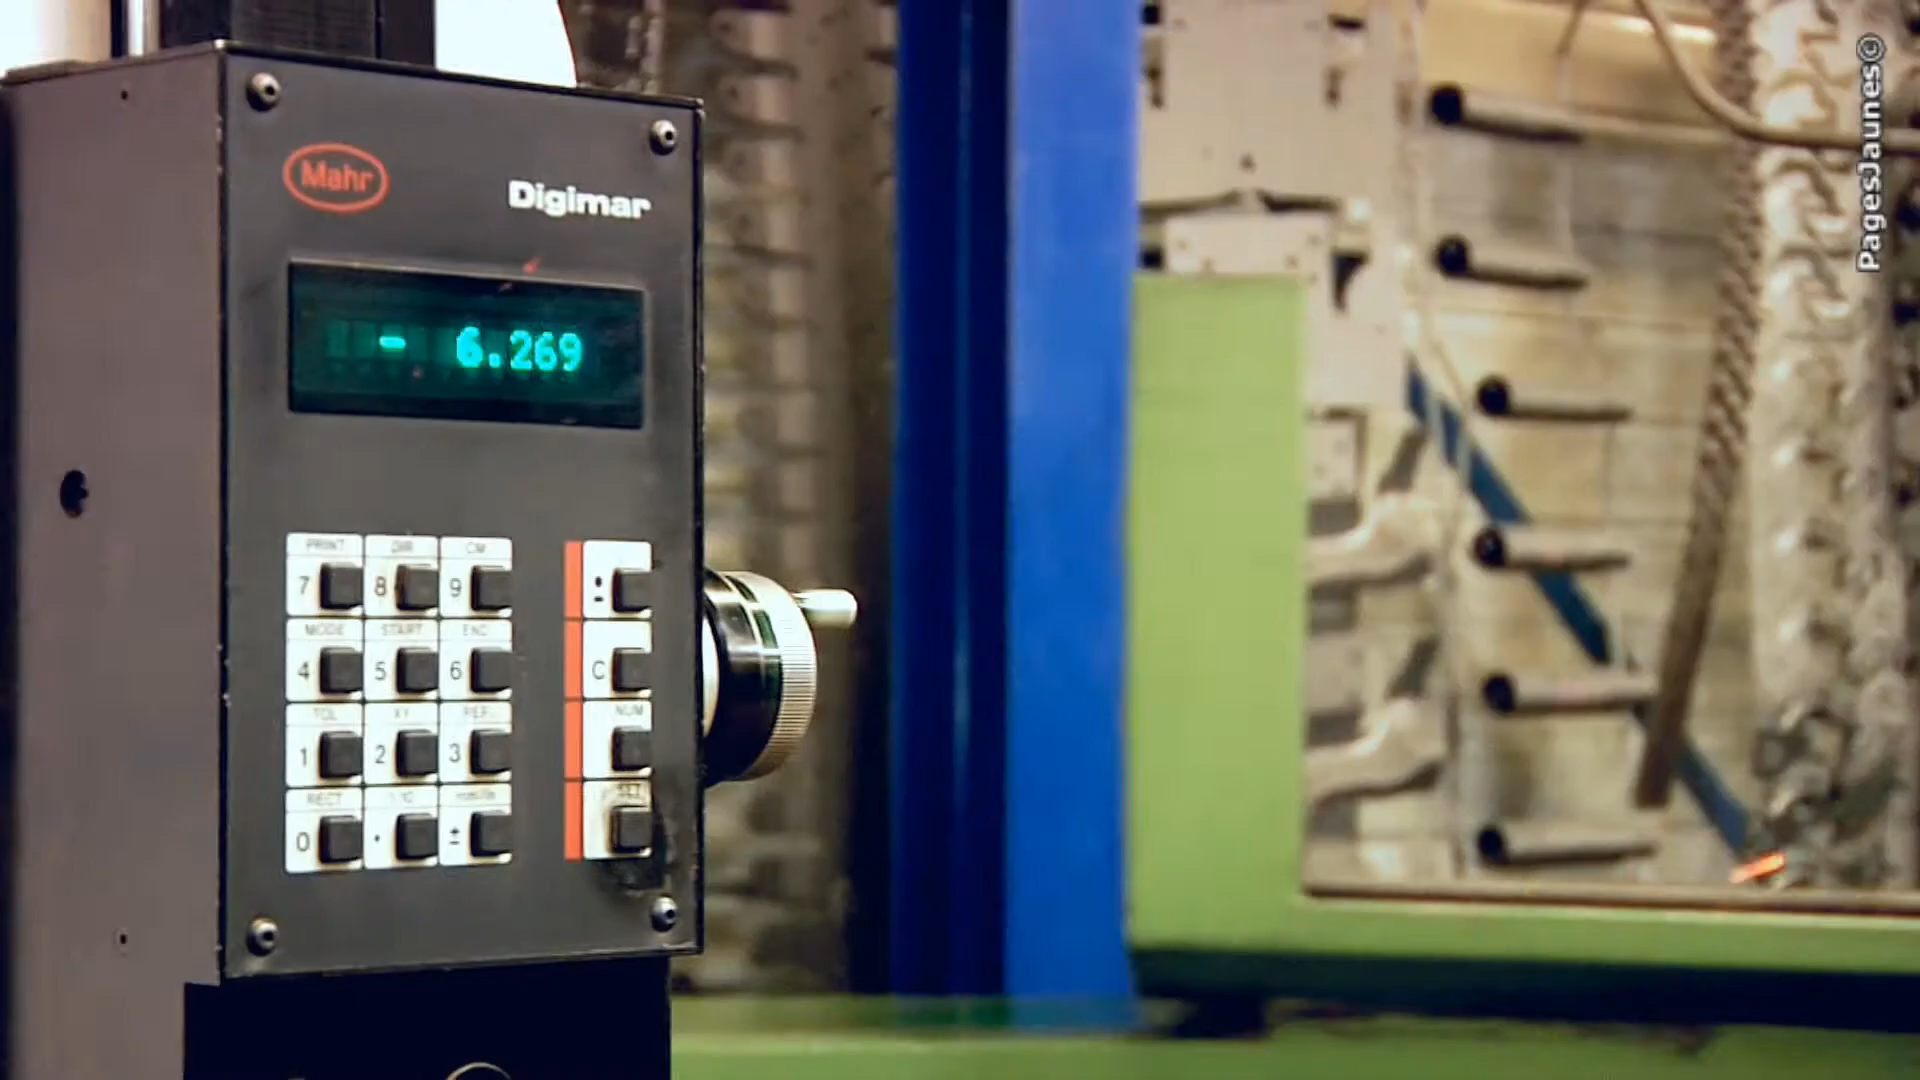 Mahr
Digimar
- 6.269
PRINT DIR CM
7 8 9
MODE START
4 5 6 C
TOL XY REF. NUM
1 2 3
RECT SET
0 . ±
PagesJaunes©